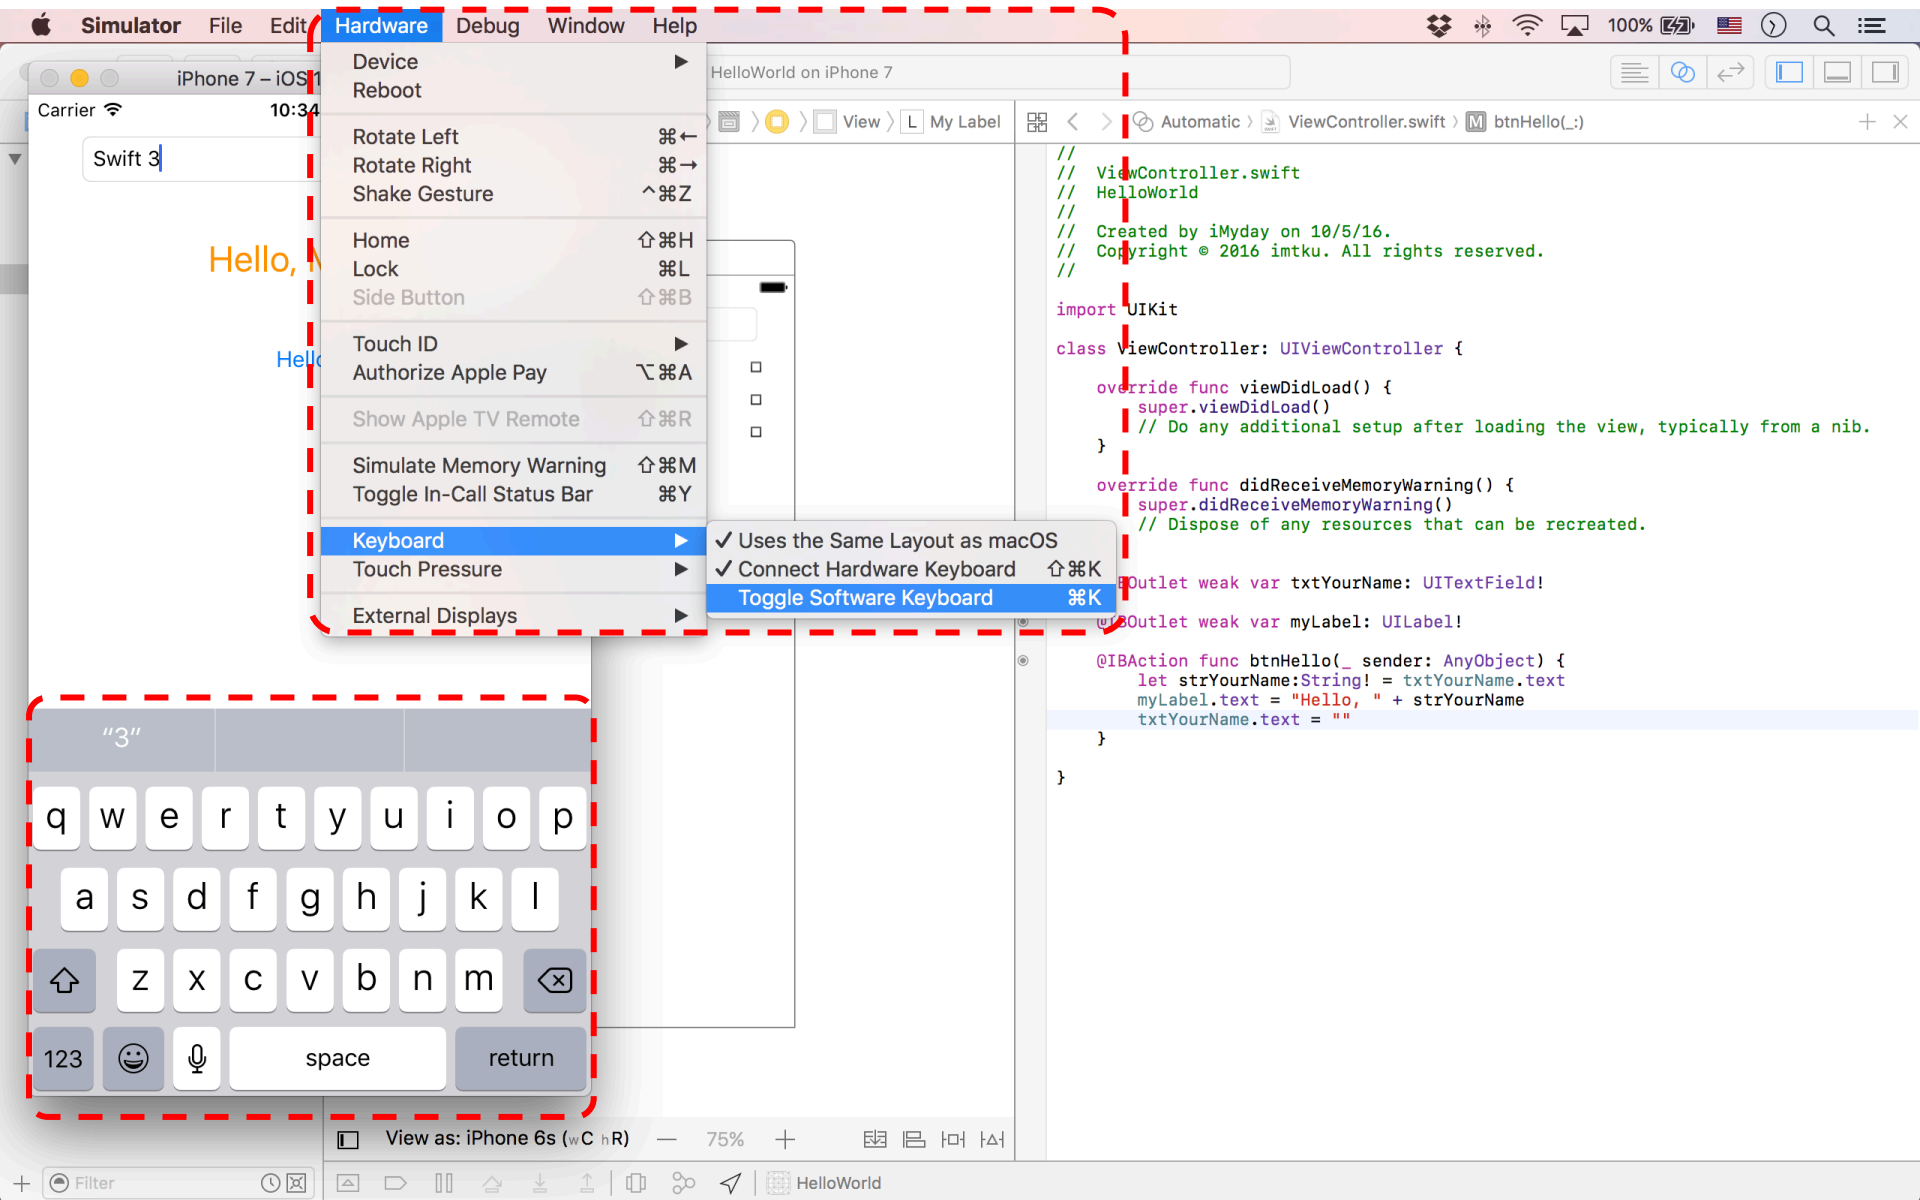 Simulator File Edit Hardware Debug Window Help 100%
iPhone 7 – iOS 1
HelloWorld on iPhone 7
Carrier 10:34
View My Label
Automatic ViewController.swift M btnHello(_:)
Swift 3
Hello,
Hello
Device
Reboot
Rotate Left ⌘←
Rotate Right ⌘→
Shake Gesture ^⌘Z
Home ⇧⌘H
Lock ⌘L
Side Button ⇧⌘B
Touch ID
Authorize Apple Pay ⌥⌘A
Show Apple TV Remote ⇧⌘R
Simulate Memory Warning ⇧⌘M
Toggle In-Call Status Bar ⌘Y
Keyboard
Touch Pressure
External Displays
✓ Uses the Same Layout as macOS
✓ Connect Hardware Keyboard ⇧⌘K
Toggle Software Keyboard ⌘K
//
// ViewController.swift
// HelloWorld
//
// Created by iMyday on 10/5/16.
// Copyright © 2016 imtku. All rights reserved.
//
import UIKit
class ViewController: UIViewController {
override func viewDidLoad() {
super.viewDidLoad()
// Do any additional setup after loading the view, typically from a nib.
}
override func didReceiveMemoryWarning() {
super.didReceiveMemoryWarning()
// Dispose of any resources that can be recreated.
Outlet weak var txtYourName: UITextField!
@IBOutlet weak var myLabel: UILabel!
@IBAction func btnHello(_ sender: AnyObject) {
let strYourName:String! = txtYourName.text
myLabel.text = "Hello, " + strYourName
txtYourName.text = ""
}
}
“3”
q w e r t y u i o p
a s d f g h j k l
z x c v b n m
123 space return
View as: iPhone 6s (wC hR) — 75% +
Filter
HelloWorld